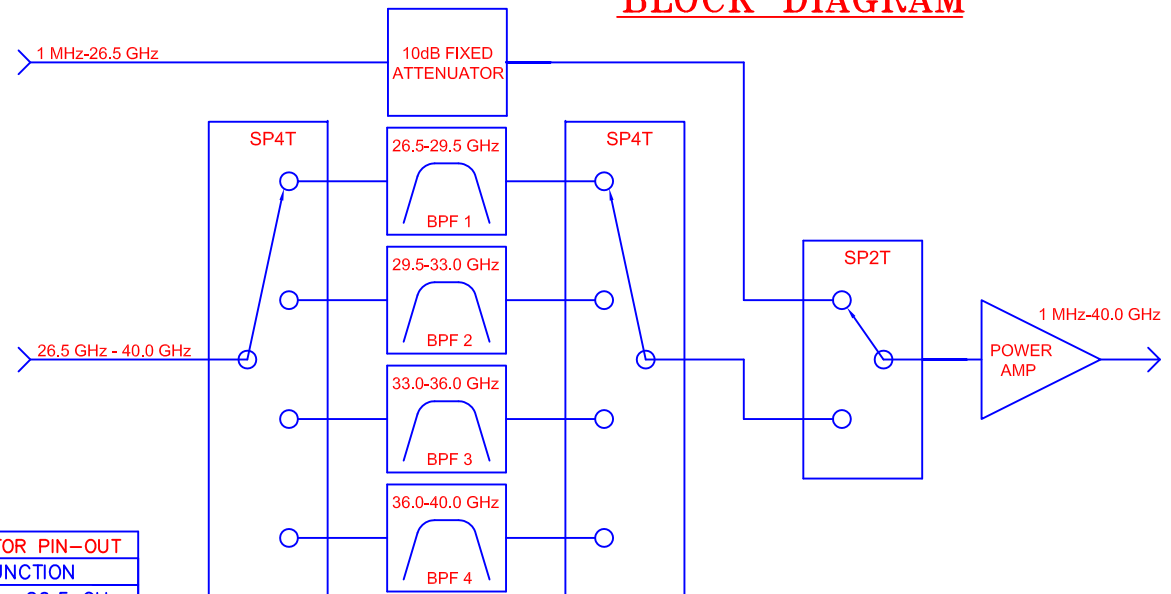 BLOCK DIAGRAM
1 MHz-26.5 GHz
10dB FIXED
ATTENUATOR
SP4T
26.5-29.5 GHz
BPF 1
SP4T
29.5-33.0 GHz
BPF 2
SP2T
1 MHz-40.0 GHz
POWER
AMP
26.5 GHz - 40.0 GHz
33.0-36.0 GHz
BPF 3
36.0-40.0 GHz
BPF 4
PIN-OUT